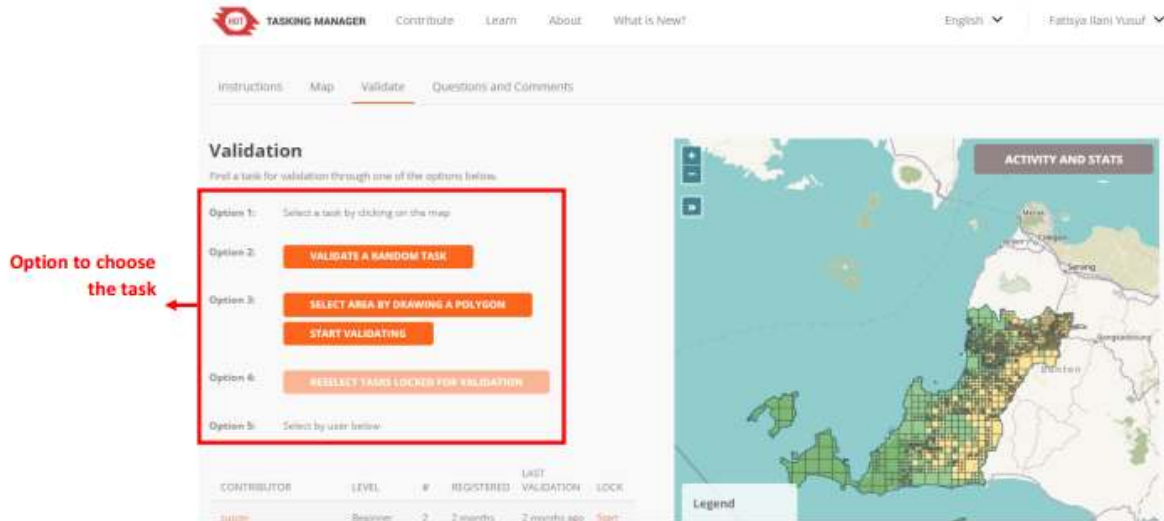 HOT TASKING MANAGER Contribute Learn About What is New? English Fatisya Ilani Yusuf
Instructions Map Validate Questions and Comments
Validation
Find a task for validation through one of the options below.
Option 1: Select a task by clicking on the map
Option 2: VALIDATE A RANDOM TASK
Option 3: SELECT AREA BY DRAWING A POLYGON
START VALIDATING
Option 4: RESELECT TASKS LOCKED FOR VALIDATION
Option 5: Select by user below
Option to choose
the task
CONTRIBUTOR LEVEL # REGISTERED LAST VALIDATION LOCK
Beginner 2 2 months 2 months ago Start
+
−
»
ACTIVITY AND STATS
Merak
Cilegon
Serang
Banten
Legend